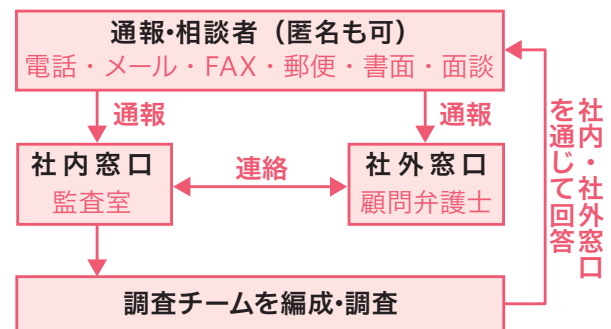 通報・相談者（匿名も可）
電話・メール・FAX・郵便・書面・面談
通報
通報
社内窓口
監査室
連絡
社外窓口
顧問弁護士
社内・社外窓口
を通じて回答
調査チームを編成・調査